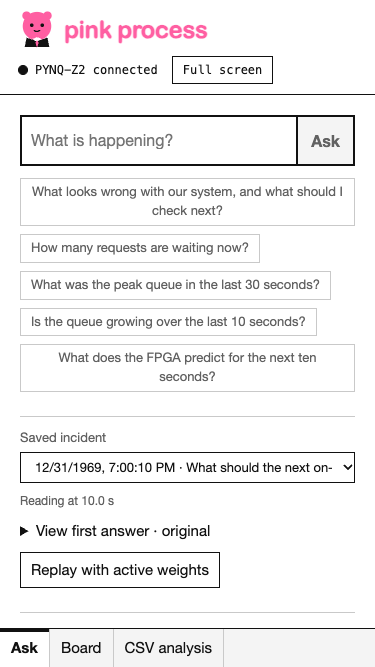 pink process
PYNQ-Z2 connected
Full screen
What is happening?
Ask
What looks wrong with our system, and what should I
check next?
How many requests are waiting now?
What was the peak queue in the last 30 seconds?
Is the queue growing over the last 10 seconds?
What does the FPGA predict for the next ten
seconds?
Saved incident
12/31/1969, 7:00:10 PM · What should the next on-
Reading at 10.0 s
View first answer · original
Replay with active weights
Ask
Board
CSV analysis